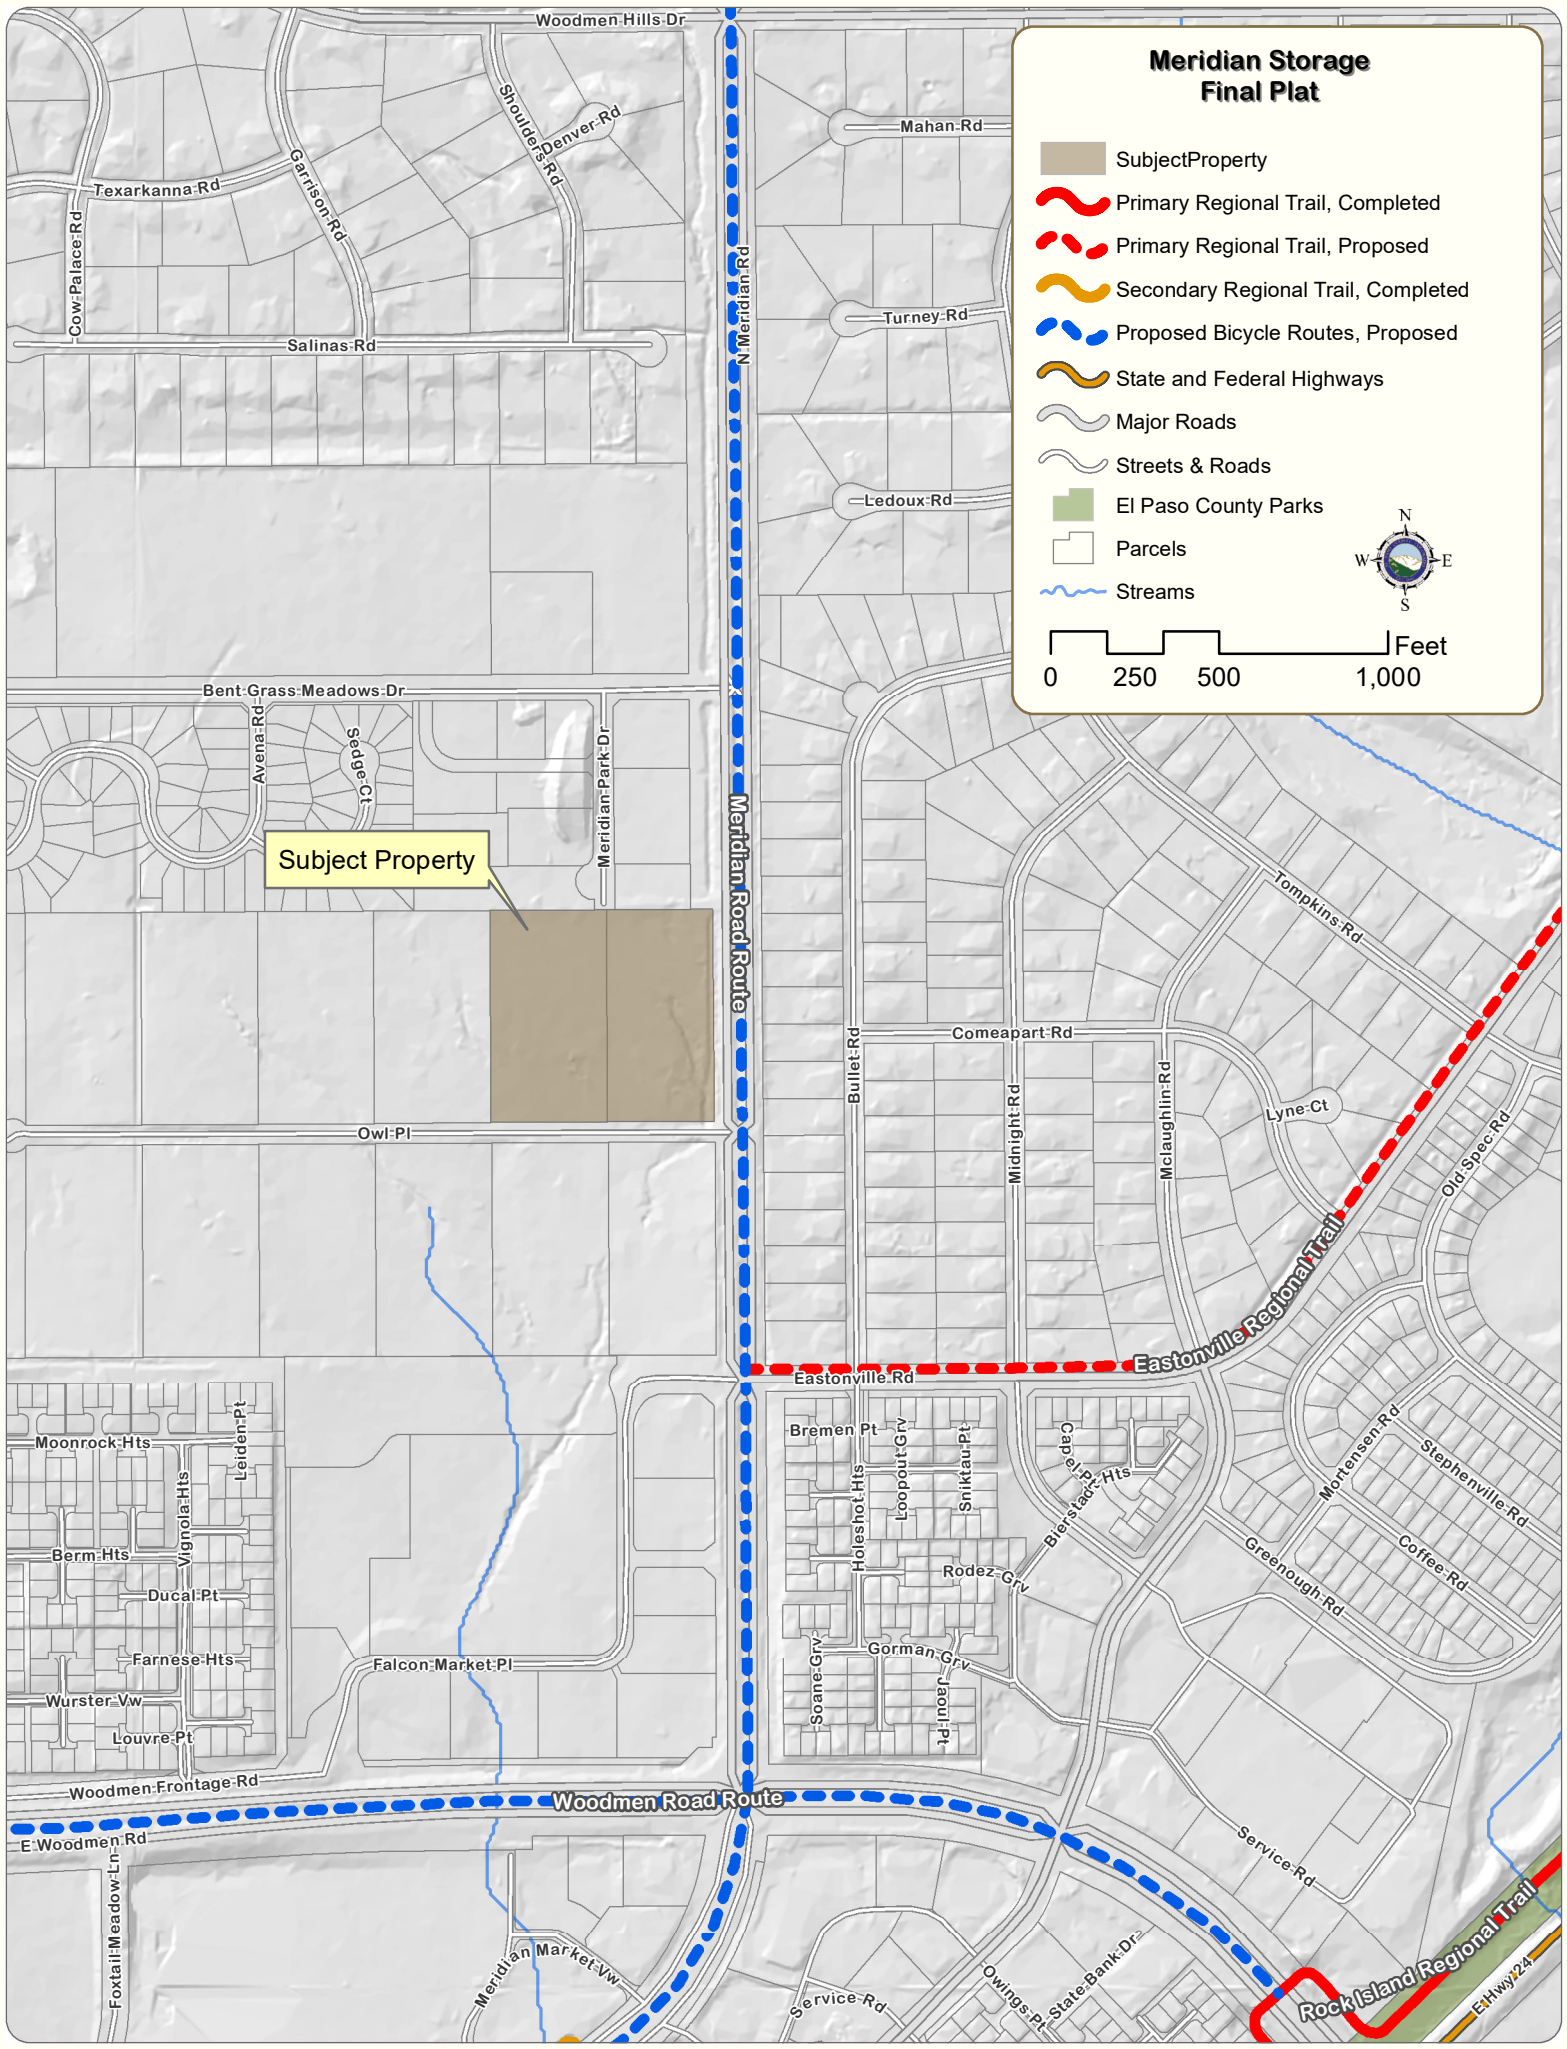 Woodmen Hills Dr
Meridian Storage
Final Plat
SubjectProperty
Primary Regional Trail, Completed
Primary Regional Trail, Proposed
Secondary Regional Trail, Completed
Proposed Bicycle Routes, Proposed
State and Federal Highways
Major Roads
Streets & Roads
El Paso County Parks
Parcels
Streams
N
W
E
S
Feet
0 250 500 1,000
Shoulders Rd
Denver Rd
Mahan Rd
Texarkanna Rd
Garrison Rd
Cow Palace Rd
N Meridian Rd
Turney Rd
Salinas Rd
Ledoux Rd
Bent Grass Meadows Dr
Avena Rd
Sedge Ct
Meridian Park Dr
Subject Property
Meridian Road Route
Tompkins Rd
Comeapart Rd
Bullet Rd
Midnight Rd
Mclaughlin Rd
Lyne Ct
Old Spec Rd
Owl Pl
Eastonville Regional Trail
Eastonville Rd
Moonrock Hts
Leiden Pt
Vignola Hts
Berm Hts
Ducal Pt
Farnese Hts
Wurster Vw
Louvre Pt
Bremen Pt
Loopout Grv
Sniktau Pt
Holeshot Hts
Capel Pt
Bierstadt Hts
Rodez Grv
Mortensen Rd
Stephenville Rd
Coffee Rd
Greenough Rd
Falcon Market Pl
Soane Grv
Gorman Grv
Jaoul Pt
Woodmen Frontage Rd
Woodmen Road Route
E Woodmen Rd
Foxtail Meadow Ln
Meridian Market Vw
Service Rd
Service Rd
Owings Pt
State Bank Dr
Rock Island Regional Trail
E Hwy 24